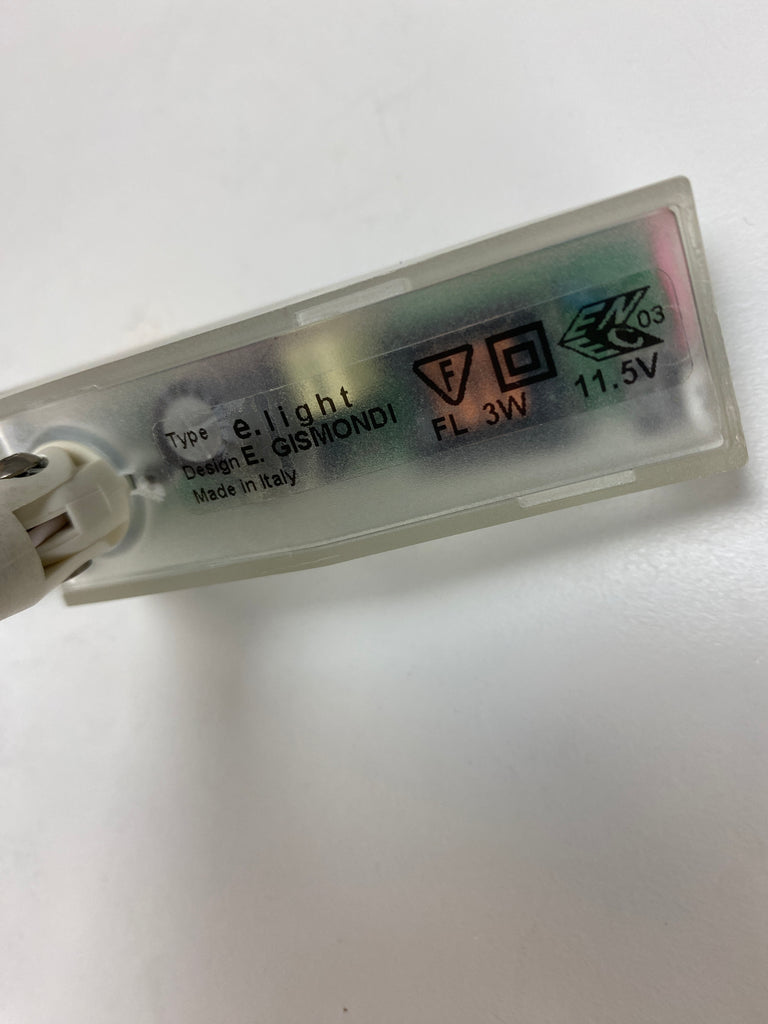 Type e.light
Design E. GISMONDI
Made in Italy
F
FL 3W
ENEC 03
11.5V